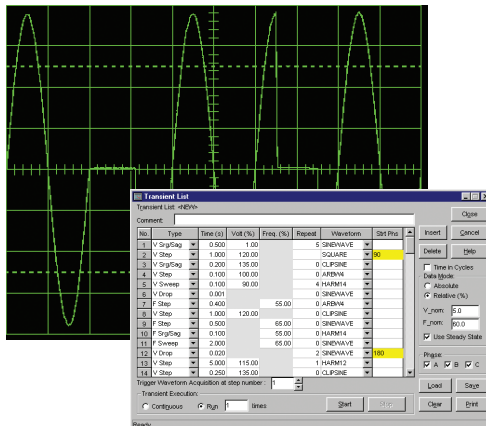 Transient List
Transient List: <NEW>
Comment:
Close
No. Type Time (s) Volt (%) Freq. (%) Repeat Waveform Strt Phs
1 V Srg/Sag 0.500 1.00 5 SINEWAVE
2 V Step 1.000 120.00 SQUARE 90
3 V Srg/Sag 0.200 135.00 0 CLIPSINE
4 V Step 0.100 100.00 0 ARBW4
5 V Sweep 0.100 90.00 4 HARM14
6 V Drop 0.001 0 SINEWAVE
7 F Step 0.400 55.00 0 ARBW4
8 V Step 1.000 120.00 0 CLIPSINE
9 F Step 0.500 65.00 0 SINEWAVE
10 F Srg/Sag 0.100 55.00 0 HARM14
11 F Sweep 2.000 65.00 0 SINEWAVE
12 V Drop 0.020 2 SINEWAVE 180
13 V Step 5.000 115.00 1 HARM12
14 V Step 0.250 135.00 0 CLIPSINE
Insert Cancel
Delete Help
Time in Cycles
Data Mode:
Absolute
Relative (%)
V_nom: 5.0
F_nom: 60.0
Use Steady State
Phase:
A B C
Trigger Waveform Acquisition at step number : 1
Transient Execution:
Continuous Run 1 times
Start Stop
Load Save
Clear Print
Ready